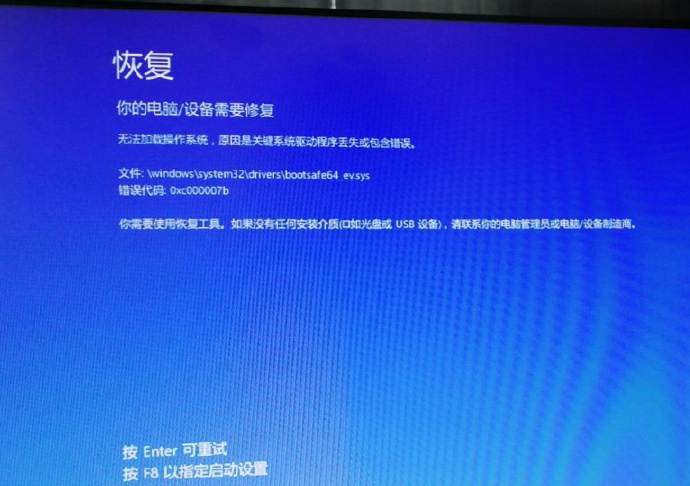 恢复
你的电脑/设备需要修复
无法加载操作系统，原因是关键系统驱动程序丢失或包含错误。
文件: \windows\system32\drivers\bootsafe64_ev.sys
错误代码: 0xc000007b
你需要使用恢复工具。如果没有任何安装介质(□如光盘或 USB 设备)，请联系你的电脑管理员或电脑/设备制造商。
按 Enter 可重试
按 F8 以指定启动设置